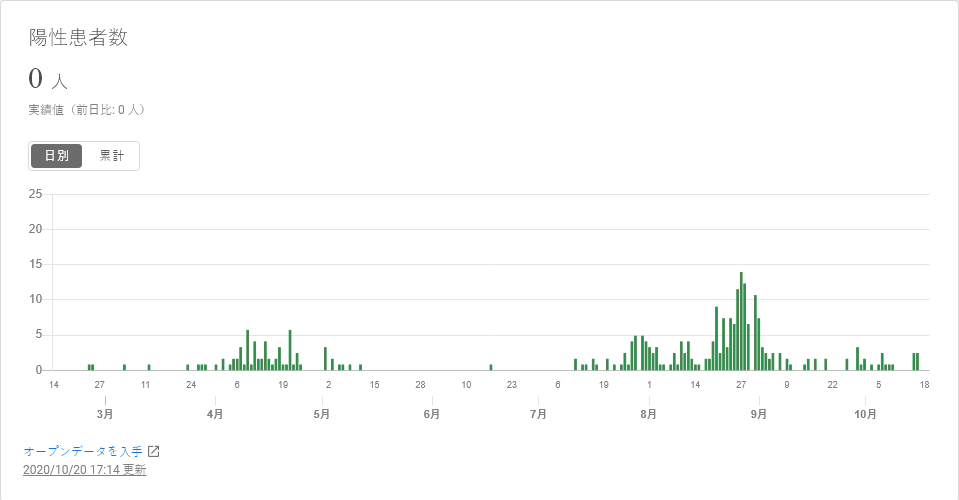 陽性患者数
0 人
実績値（前日比: 0 人）
日別 累計
25
20
15
10
5
0
14 27 11 24 6 19 2 15 28 10 23 6 19 1 14 27 9 22 5 18
3月 4月 5月 6月 7月 8月 9月 10月
オープンデータを入手
2020/10/20 17:14 更新